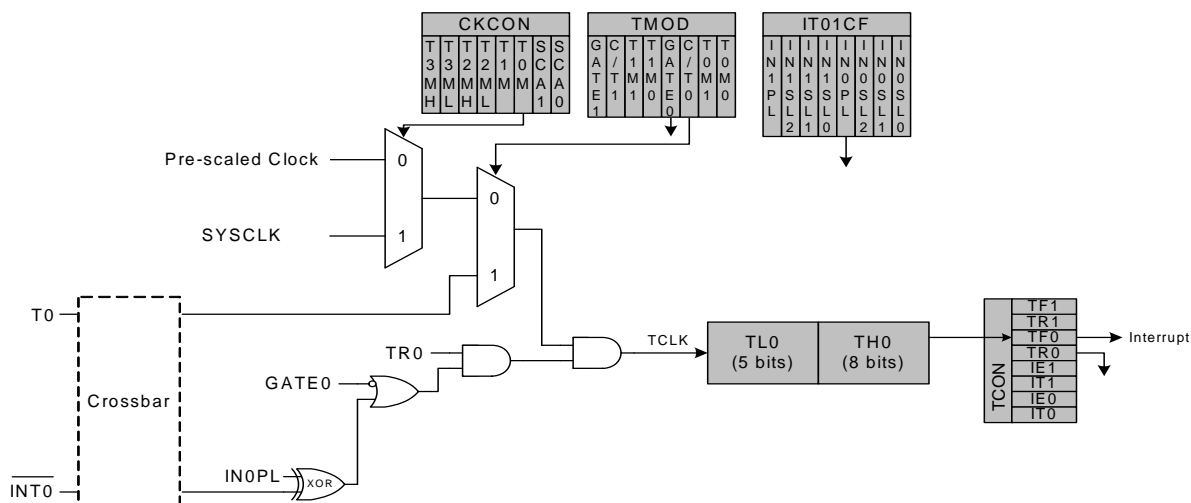 CKCON
T3MH
T3ML
T2MH
T2ML
T1M
T0M
SCA1
SCA0
TMOD
GATE1
C/T1
T1M1
T1M0
GATE0
C/T0
T0M1
T0M0
IT01CF
IN1PL
IN1SL2
IN1SL1
IN1SL0
IN0PL
IN0SL2
IN0SL1
IN0SL0
Pre-scaled Clock
0
SYSCLK
1
0
1
T0
Crossbar
INT0
TR0
GATE0
IN0PL
XOR
TCLK
TL0
(5 bits)
TH0
(8 bits)
TCON
TF1
TR1
TF0
TR0
IE1
IT1
IE0
IT0
Interrupt